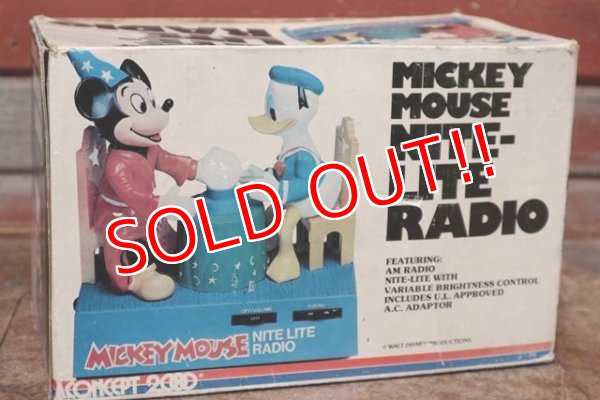 MICKEY
MOUSE
NITE-
LITE
RADIO
SOLD OUT!!
FEATURING:
AM RADIO
NITE-LITE WITH
VARIABLE BRIGHTNESS CONTROL
INCLUDES U.L. APPROVED
A.C. ADAPTOR
OFF/VOLUME
TUNING
MICKEY MOUSE NITE LITE
RADIO
© WALT DISNEY PRODUCTIONS
CONCEPT 2000